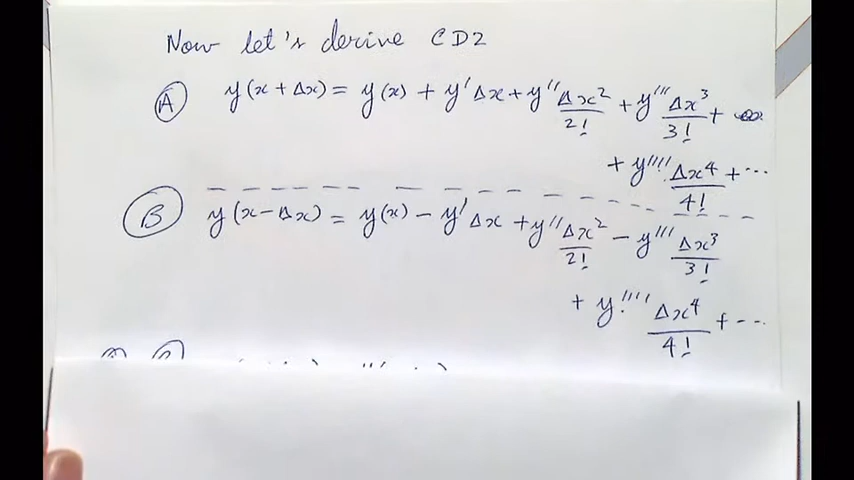 Now let's derive CD2
Ⓐ y(x+Δx) = y(x) + y'Δx + y''Δx²/2! + y'''Δx³/3! +
+ y''''Δx⁴/4! + ...
Ⓑ y(x-Δx) = y(x) - y'Δx + y''Δx²/2! - y'''Δx³/3!
+ y''''Δx⁴/4! + ...